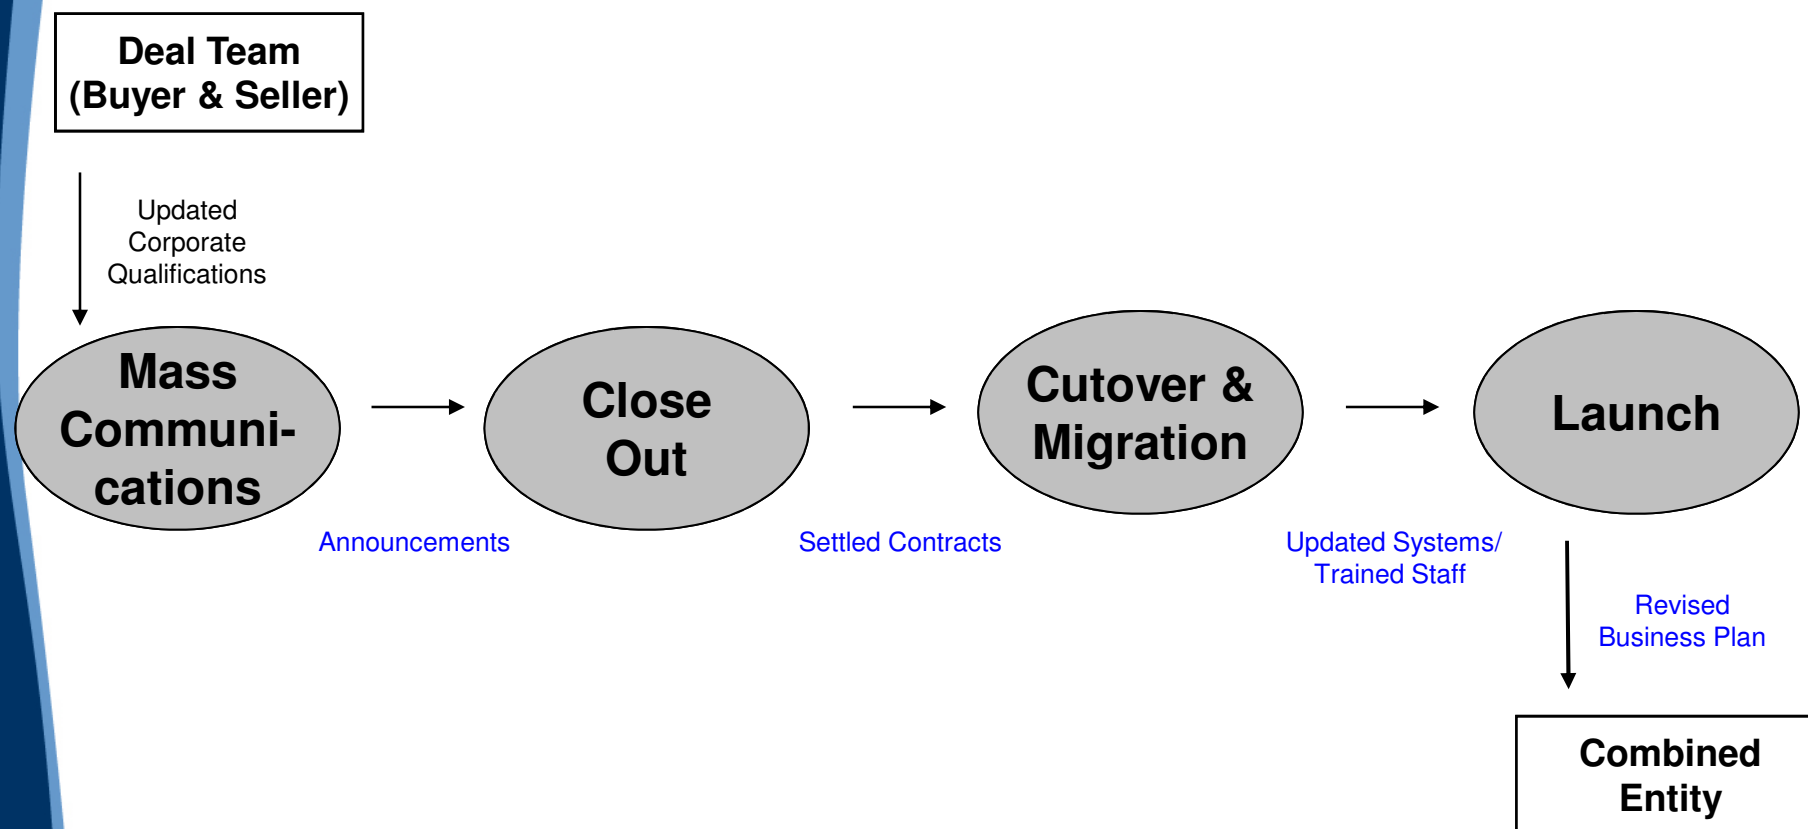 Deal Team
(Buyer & Seller)
Updated
Corporate
Qualifications
Mass
Communi-
cations
Close
Out
Cutover &
Migration
Launch
Announcements
Settled Contracts
Updated Systems/
Trained Staff
Revised
Business Plan
Combined
Entity